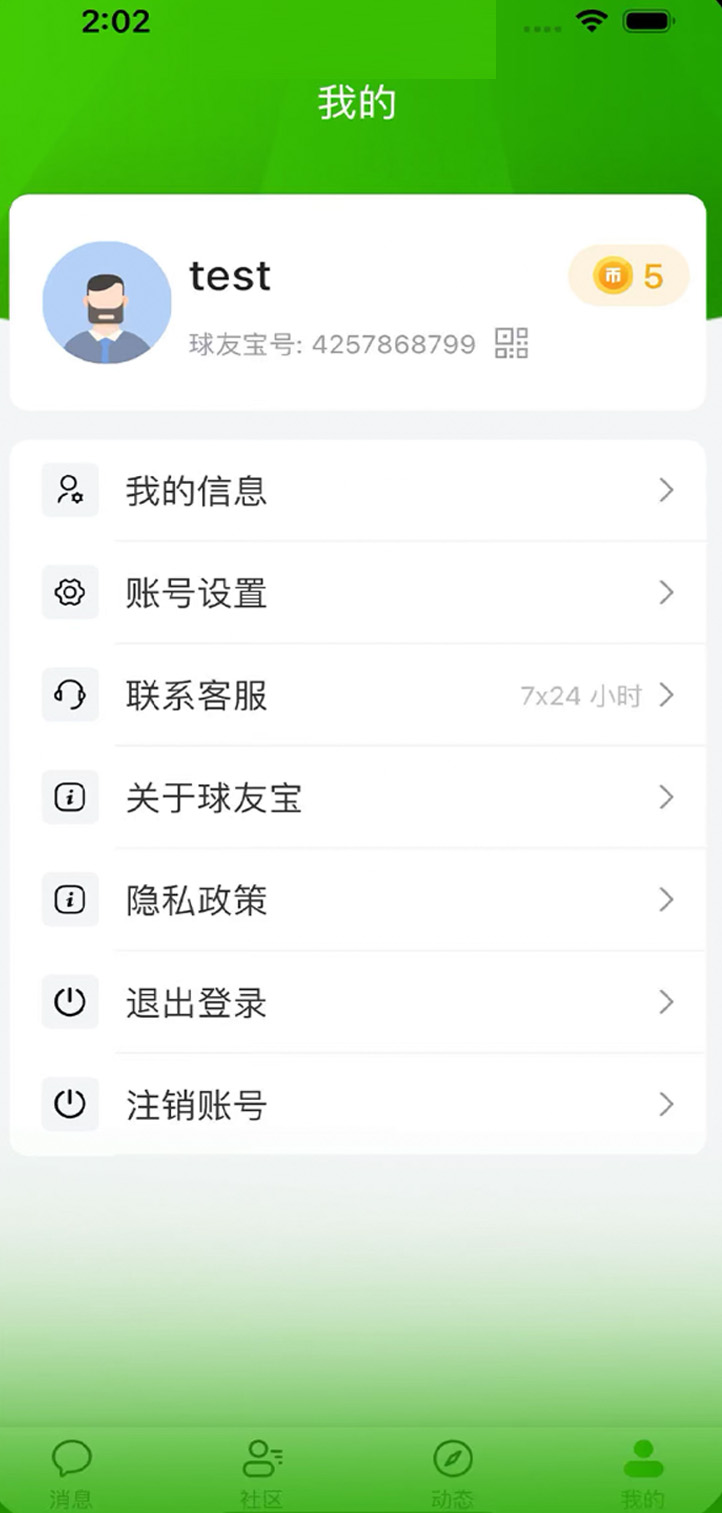 2:02
我的
test
币 5
球友宝号: 4257868799
我的信息
账号设置
联系客服 7x24 小时
关于球友宝
隐私政策
退出登录
注销账号
消息 社区 动态 我的